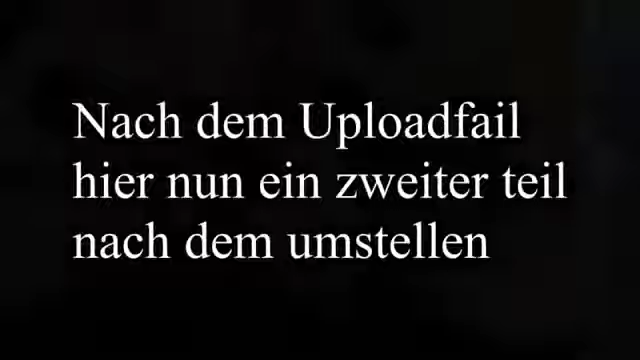 Nach dem Uploadfail
hier nun ein zweiter teil
nach dem umstellen